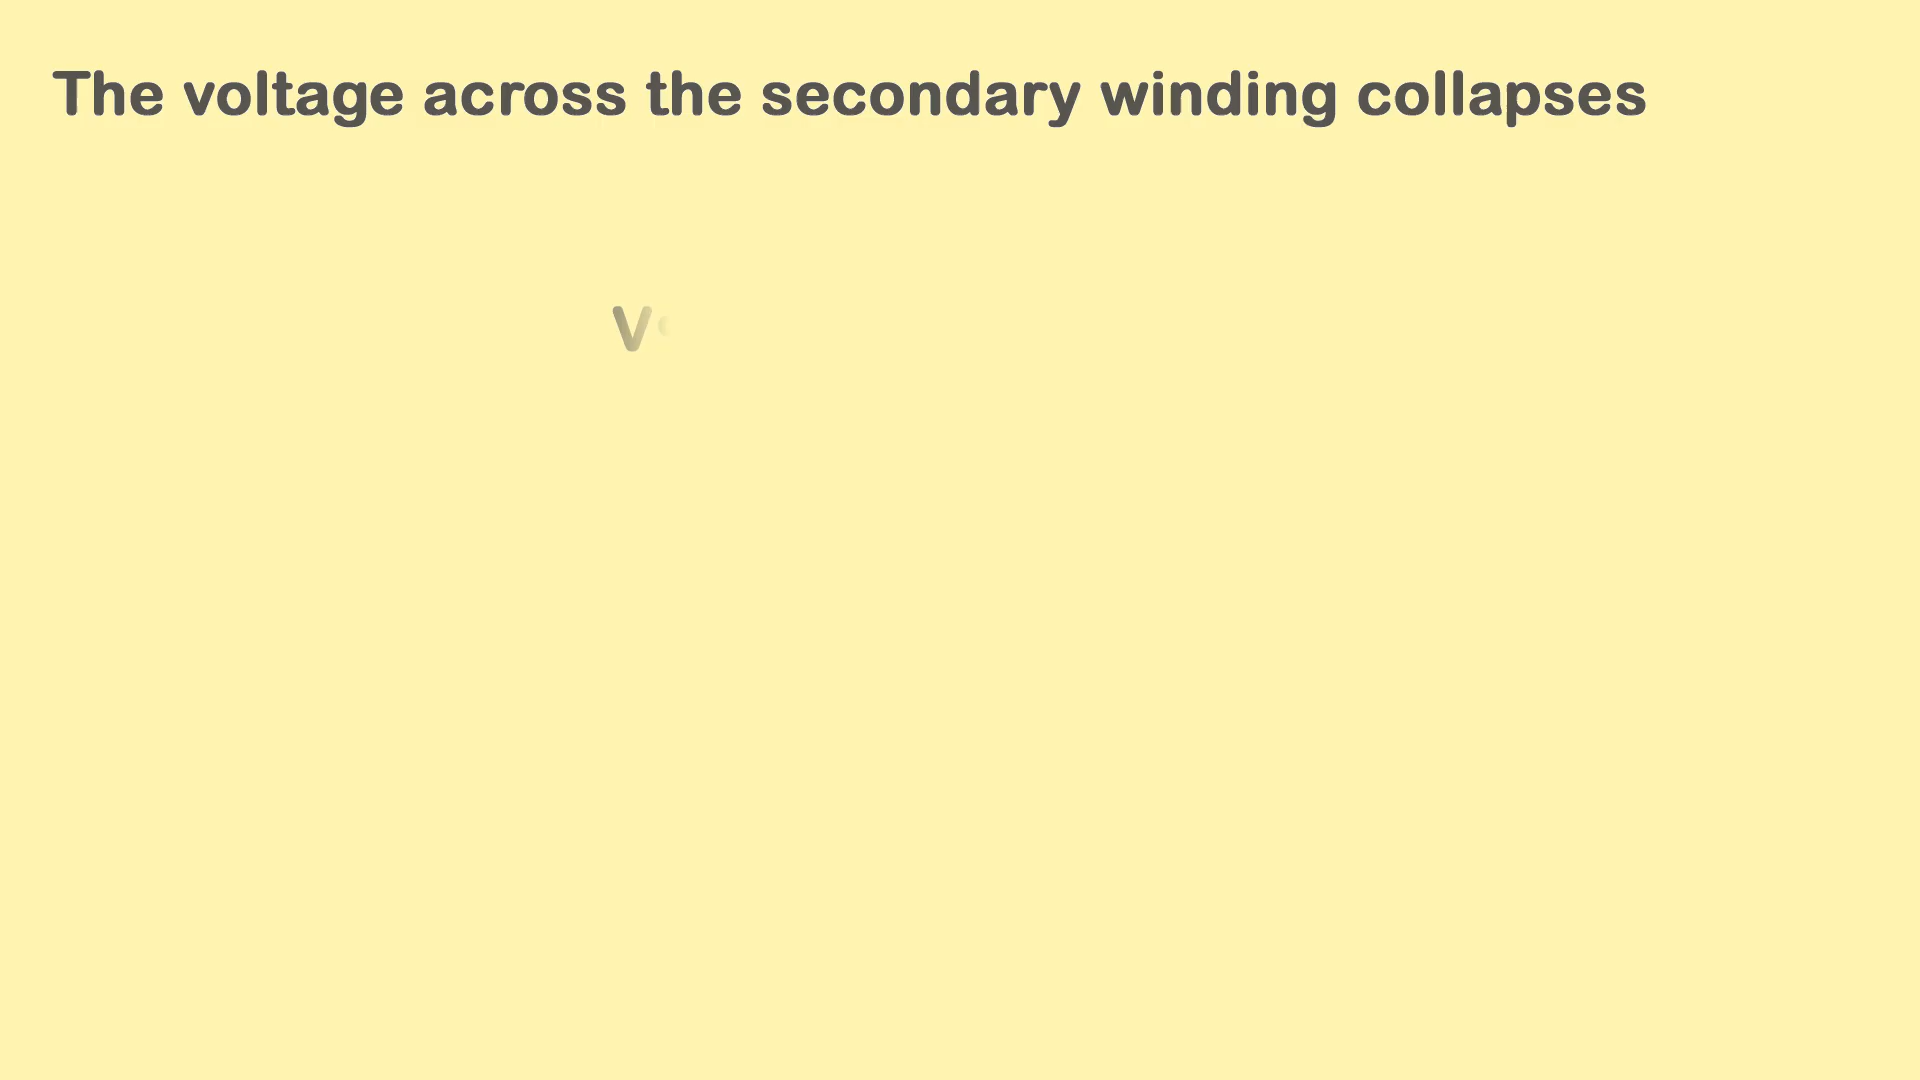 The voltage across the secondary winding collapses
V